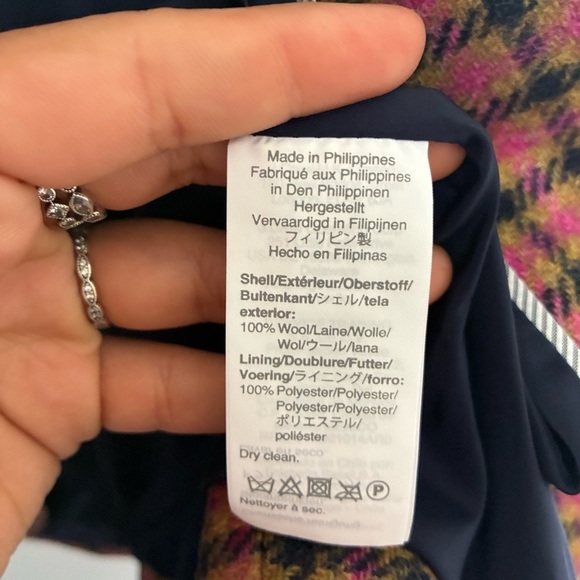 Made in Philippines
Fabriqué aux Philippines
in Den Philippinen
Hergestellt
Vervaardigd in Filipijnen
フィリピン製
Hecho en Filipinas
Shell/Extérieur/Oberstoff/
Buitenkant/シェル/tela
exterior:
100% Wool/Laine/Wolle/
Wol/ウール/lana
Lining/Doublure/Futter/
Voering/ライニング/forro:
100% Polyester/Polyester/
Polyester/Polyester/
ポリエステル/
poliéster
Dry clean.
P
Nettoyer à sec.